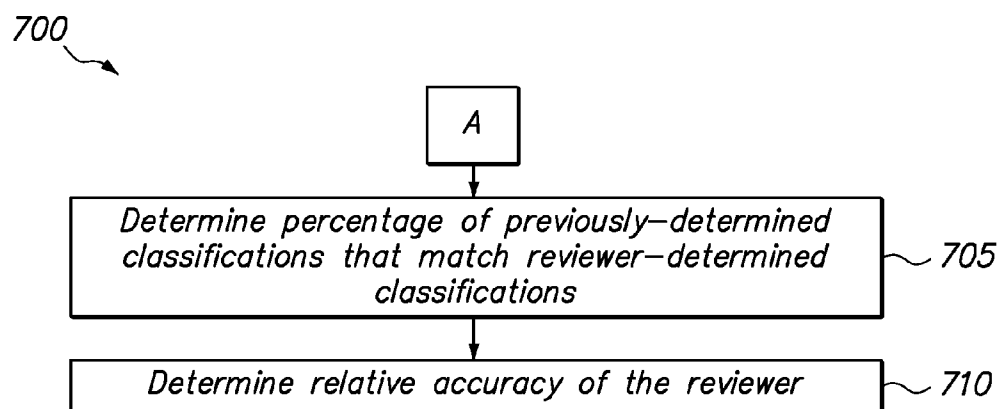 700
A
Determine percentage of previously-determined
classifications that match reviewer-determined
classifications
705
Determine relative accuracy of the reviewer
710